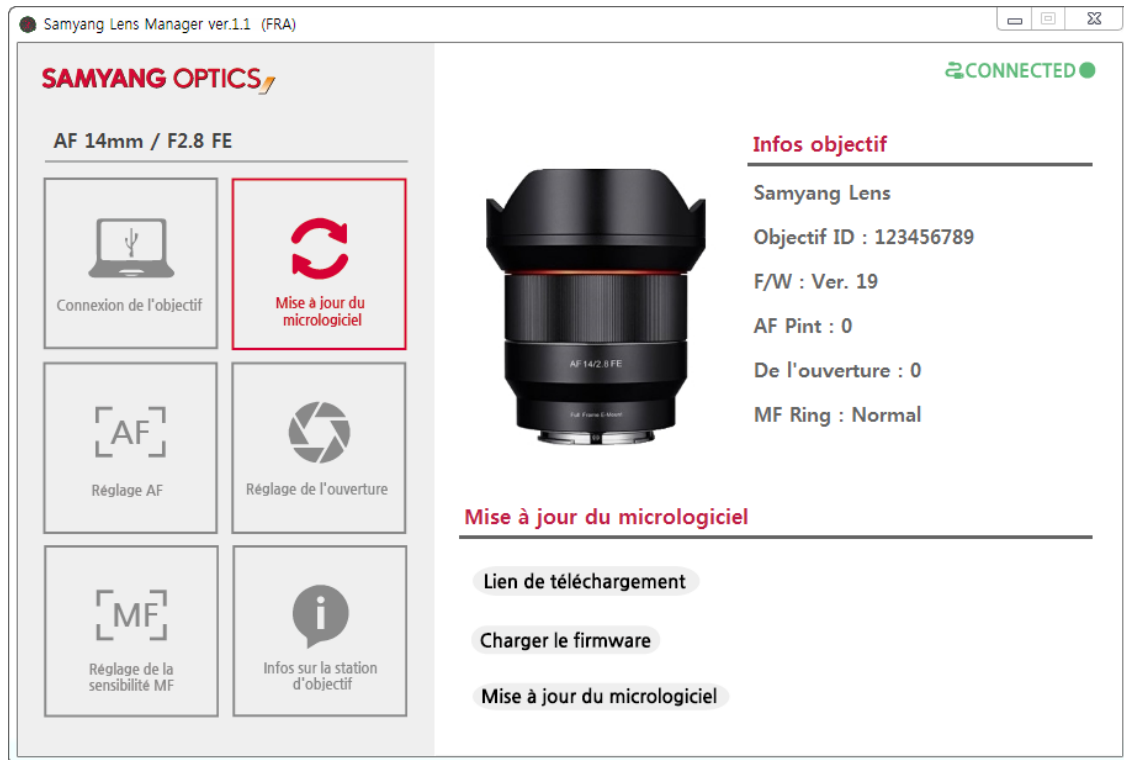 Samyang Lens Manager ver.1.1 (FRA)
SAMYANG OPTICS
CONNECTED
AF 14mm / F2.8 FE
Connexion de l'objectif
Mise à jour du
micrologiciel
Réglage AF
AF
Réglage de l'ouverture
MF
Réglage de la
sensibilité MF
i
Infos sur la station
d'objectif
AF 14/2.8 FE
Full Frame E-Mount
Infos objectif
Samyang Lens
Objectif ID : 123456789
F/W : Ver. 19
AF Pint : 0
De l'ouverture : 0
MF Ring : Normal
Mise à jour du micrologiciel
Lien de téléchargement
Charger le firmware
Mise à jour du micrologiciel